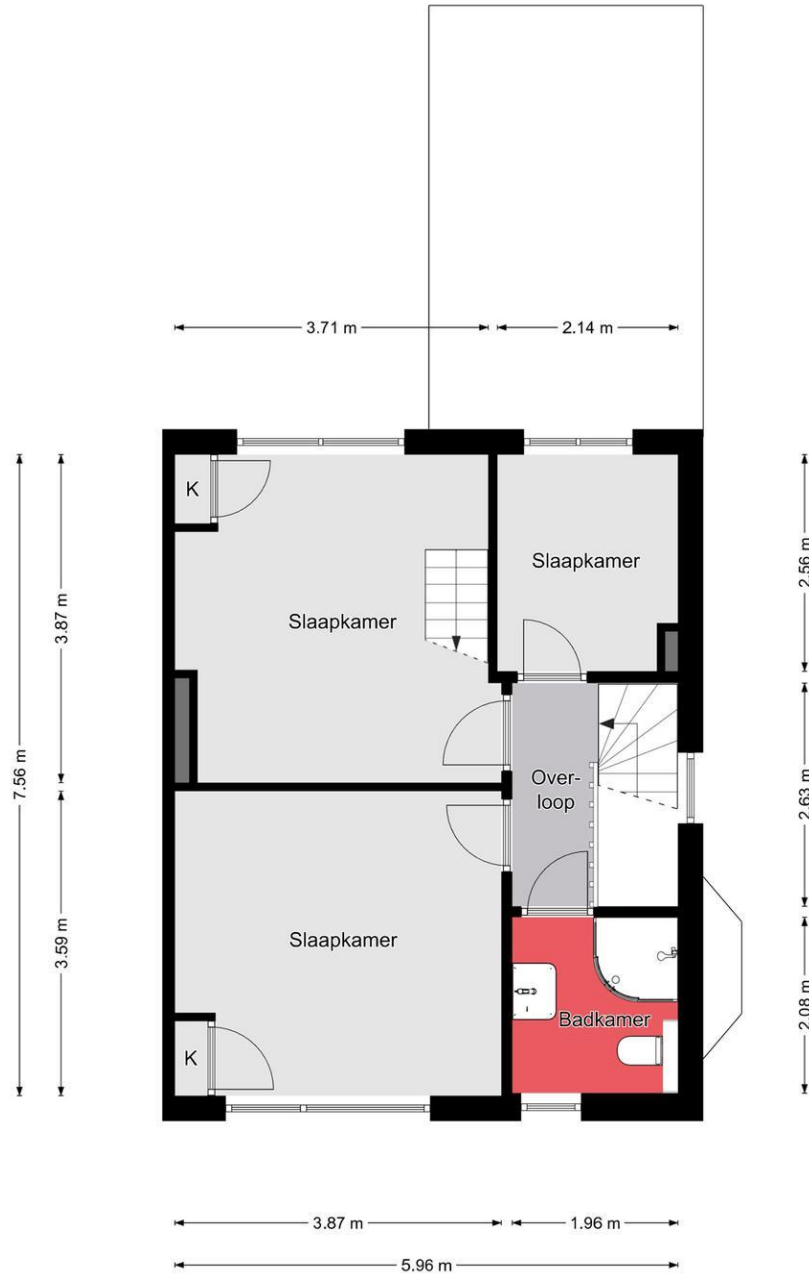 3.71 m
2.14 m
K
Slaapkamer
Slaapkamer
2.56 m
3.87 m
7.56 m
Over-
loop
2.63 m
3.59 m
Slaapkamer
K
Badkamer
2.08 m
3.87 m
1.96 m
5.96 m